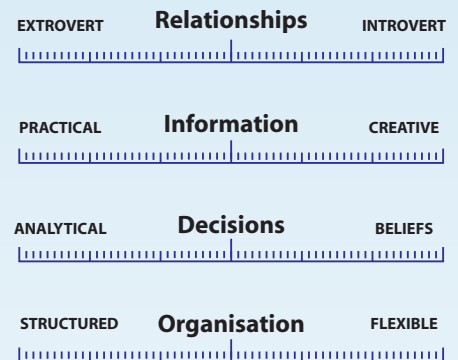 EXTROVERT Relationships INTROVERT
PRACTICAL Information CREATIVE
ANALYTICAL Decisions BELIEFS
STRUCTURED Organisation FLEXIBLE